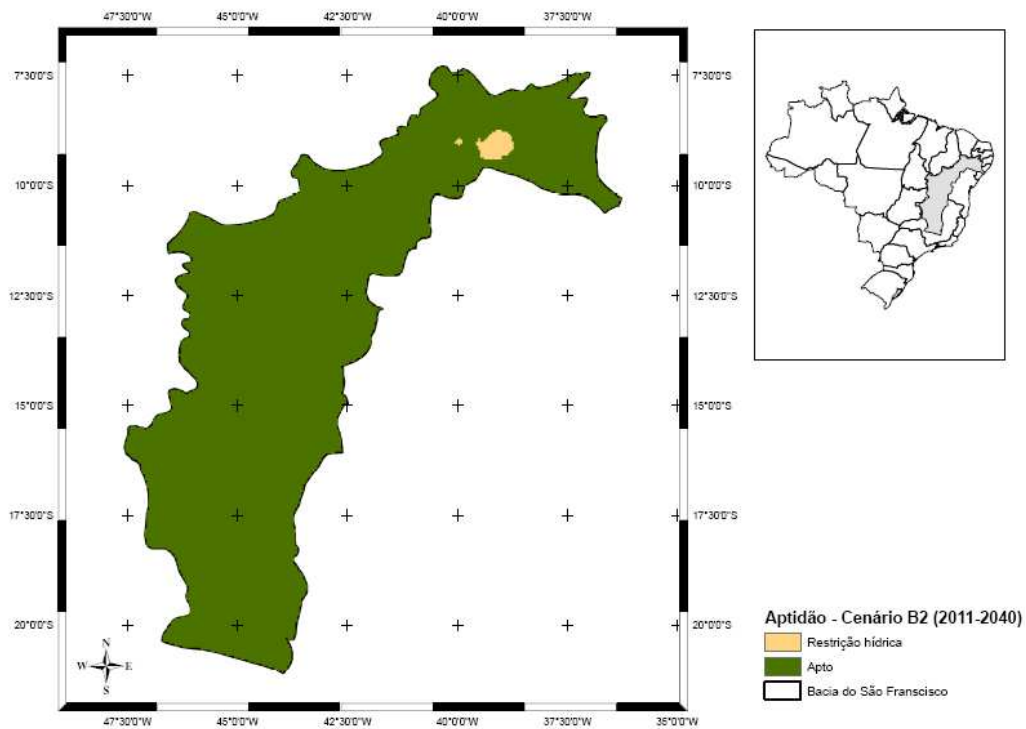 47°30'0"W 45°0'0"W 42°30'0"W 40°0'0"W 37°30'0"W
7°30'0"S 7°30'0"S
10°0'0"S 10°0'0"S
12°30'0"S 12°30'0"S
15°0'0"S 15°0'0"S
17°30'0"S 17°30'0"S
20°0'0"S 20°0'0"S
N
W E
S
47°30'0"W 45°0'0"W 42°30'0"W 40°0'0"W 37°30'0"W 35°0'0"W
Aptidão - Cenário B2 (2011-2040)
Restrição hídrica
Apto
Bacia do São Franscisco